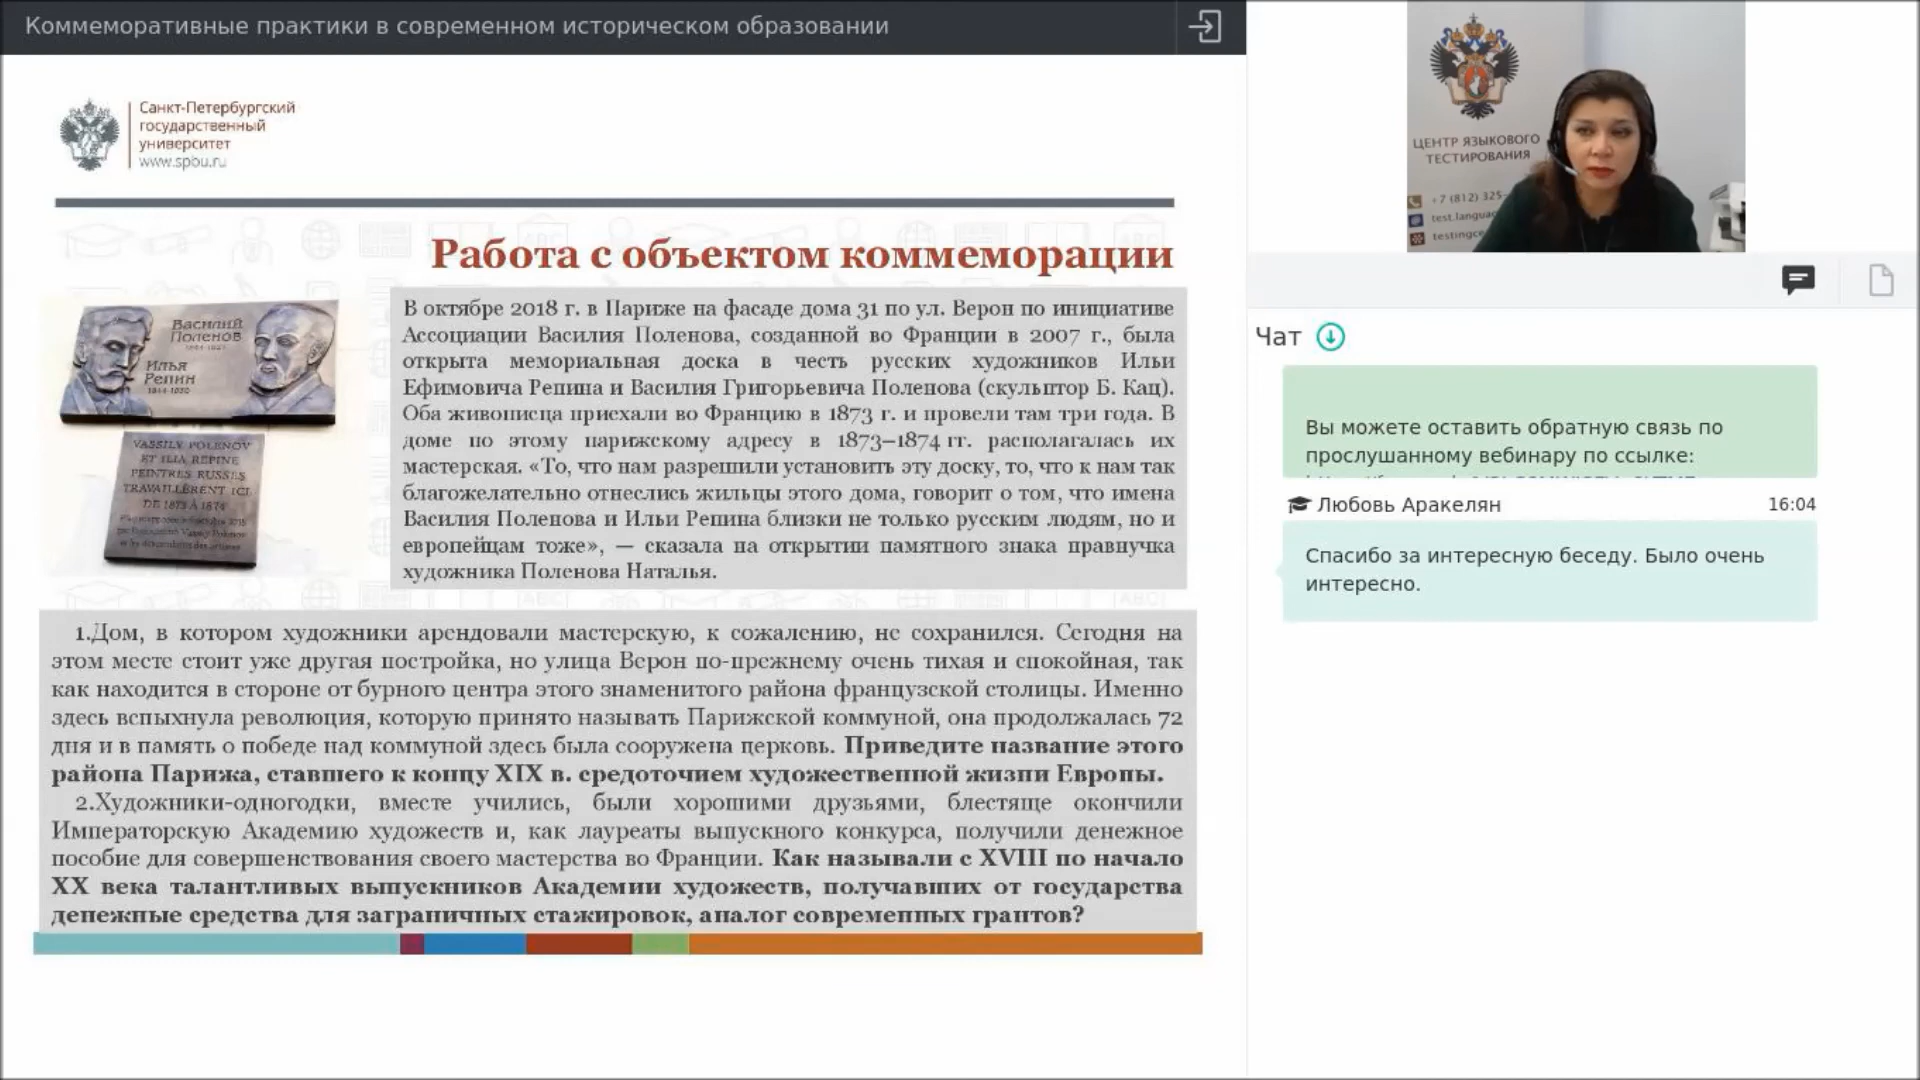 Коммеморативные практики в современном историческом образовании
Санкт-Петербургский
государственный
университет
www.spbu.ru
Работа с объектом коммеморации
Василий
Поленов
Илья
Репин
1844-1930
VASSILY POLENOV
ET ILIA REPINE
PEINTRES RUSSES
TRAVAILLÈRENT ICI
DE 1873 À 1874
В октябре 2018 г. в Париже на фасаде дома 31 по ул. Верон по инициативе
Ассоциации Василия Поленова, созданной во Франции в 2007 г., была
открыта мемориальная доска в честь русских художников Ильи
Ефимовича Репина и Василия Григорьевича Поленова (скульптор Б. Кац).
Оба живописца приехали во Францию в 1873 г. и провели там три года. В
доме по этому парижскому адресу в 1873–1874 гг. располагалась их
мастерская. «То, что нам разрешили установить эту доску, то, что к нам так
благожелательно отнеслись жильцы этого дома, говорит о том, что имена
Василия Поленова и Ильи Репина близки не только русским людям, но и
европейцам тоже», — сказала на открытии памятного знака правнучка
художника Поленова Наталья.
1.Дом, в котором художники арендовали мастерскую, к сожалению, не сохранился. Сегодня на
этом месте стоит уже другая постройка, но улица Верон по-прежнему очень тихая и спокойная, так
как находится в стороне от бурного центра этого знаменитого района французской столицы. Именно
здесь вспыхнула революция, которую принято называть Парижской коммуной, она продолжалась 72
дня и в память о победе над коммуной здесь была сооружена церковь. Приведите название этого
района Парижа, ставшего к концу XIX в. средоточием художественной жизни Европы.
2.Художники-одногодки, вместе учились, были хорошими друзьями, блестяще окончили
Императорскую Академию художеств и, как лауреаты выпускного конкурса, получили денежное
пособие для совершенствования своего мастерства во Франции. Как называли с XVIII по начало
XX века талантливых выпускников Академии художеств, получавших от государства
денежные средства для заграничных стажировок, аналог современных грантов?
ЦЕНТР ЯЗЫКОВОГО
ТЕСТИРОВАНИЯ
+7 (812) 325-
test.langua
testingce
Чат
Вы можете оставить обратную связь по
прослушанному вебинару по ссылке:
Любовь Аракелян 16:04
Спасибо за интересную беседу. Было очень
интересно.